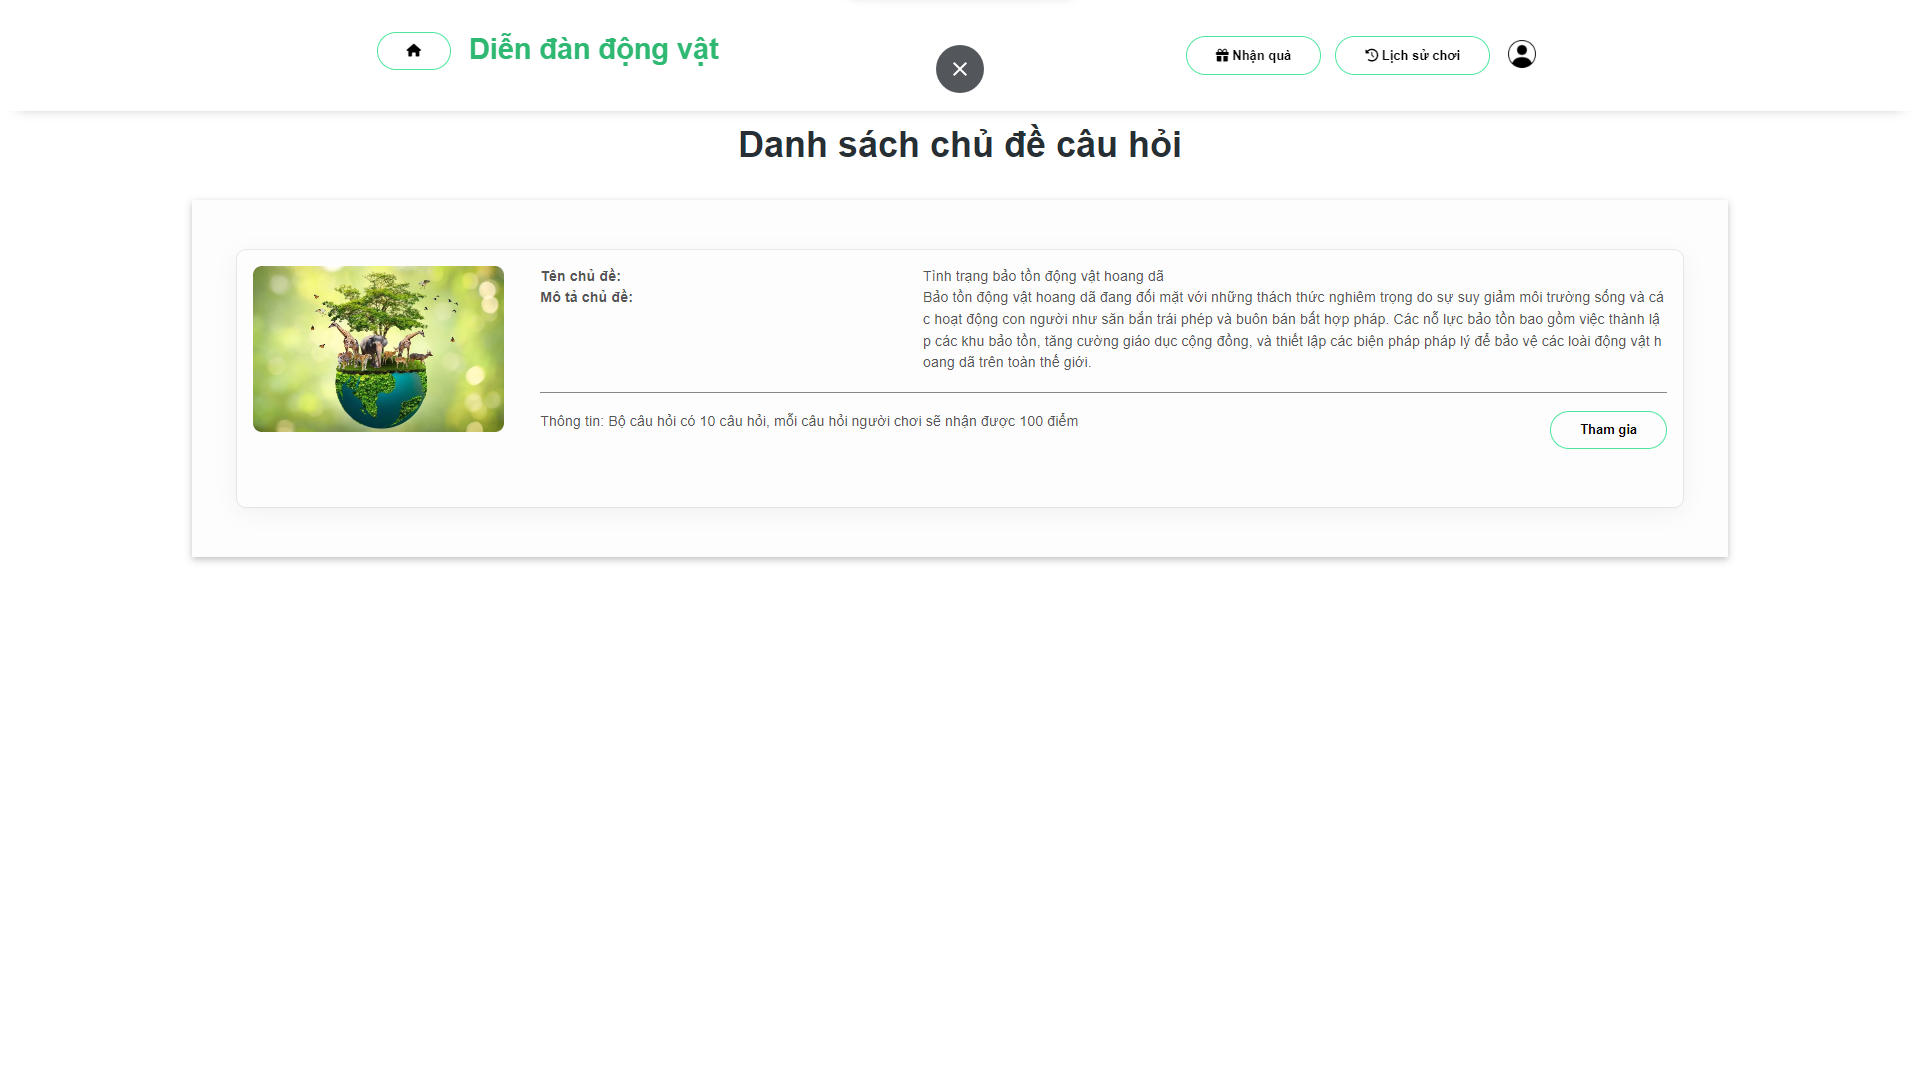 Diễn đàn động vật
Nhận quà
Lịch sử chơi
Danh sách chủ đề câu hỏi
Tên chủ đề:
Tình trạng bảo tồn động vật hoang dã
Mô tả chủ đề:
Bảo tồn động vật hoang dã đang đối mặt với những thách thức nghiêm trọng do sự suy giảm môi trường sống và cá
c hoạt động con người như săn bắn trái phép và buôn bán bất hợp pháp. Các nỗ lực bảo tồn bao gồm việc thành lậ
p các khu bảo tồn, tăng cường giáo dục cộng đồng, và thiết lập các biện pháp pháp lý để bảo vệ các loài động vật h
oang dã trên toàn thế giới.
Thông tin: Bộ câu hỏi có 10 câu hỏi, mỗi câu hỏi người chơi sẽ nhận được 100 điểm
Tham gia